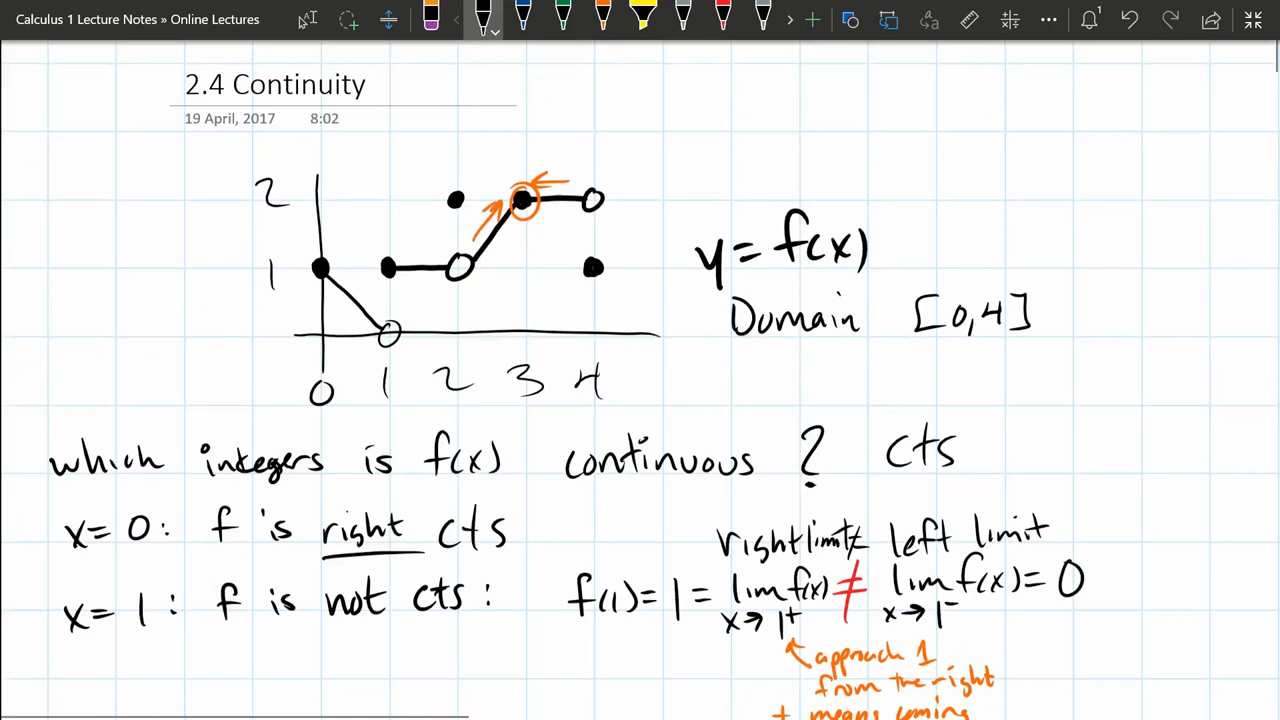 Calculus 1 Lecture Notes » Online Lectures
2.4 Continuity
19 April, 2017 8:02
2
1
0 1 2 3 4
y = f(x)
Domain [0,4]
which integers is f(x) continuous ? cts
x = 0 : f is right cts
right limit ≠ left limit
x = 1 : f is not cts : f(1) = 1 = lim f(x) ≠ lim f(x) = 0
x → 1⁺ x → 1⁻
approach 1
from the right
+ means coming